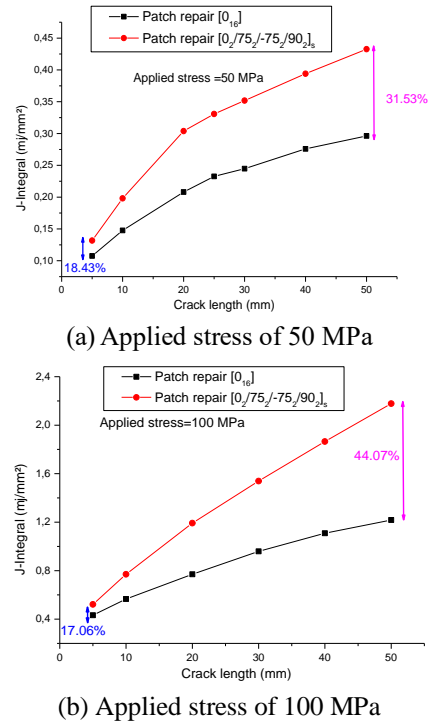 Patch repair [0₁₆]
Patch repair [0₂/75₂/-75₂/90₂]ₛ
Applied stress =50 MPa
0,45
0,40
0,35
0,30
0,25
0,20
0,15
0,10
J-Integral (mj/mm²)
31.53%
18.43%
0 10 20 30 40 50
Crack length (mm)
(a) Applied stress of 50 MPa
Patch repair [0₁₆]
Patch repair [0₂/75₂/-75₂/90₂]ₛ
Applied stress=100 MPa
2,4
2,0
1,6
1,2
0,8
0,4
J-Integral (mj/mm²)
44.07%
17.06%
0 10 20 30 40 50
Crack length (mm)
(b) Applied stress of 100 MPa